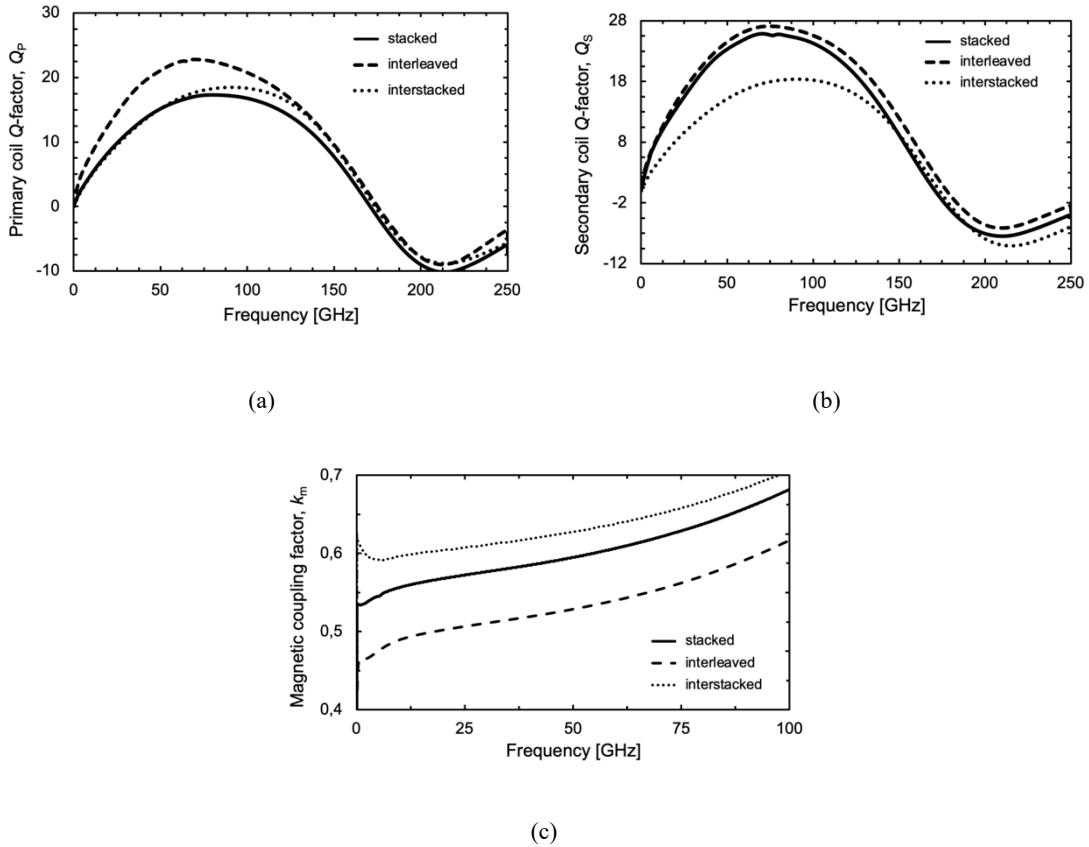 Primary coil Q-factor, QP
30
20
10
0
-10
stacked
interleaved
interstacked
0 50 100 150 200 250
Frequency [GHz]
(a)
Secondary coil Q-factor, QS
28
18
8
-2
-12
stacked
interleaved
interstacked
0 50 100 150 200 250
Frequency [GHz]
(b)
Magnetic coupling factor, km
0,7
0,6
0,5
0,4
stacked
interleaved
interstacked
0 25 50 75 100
Frequency [GHz]
(c)